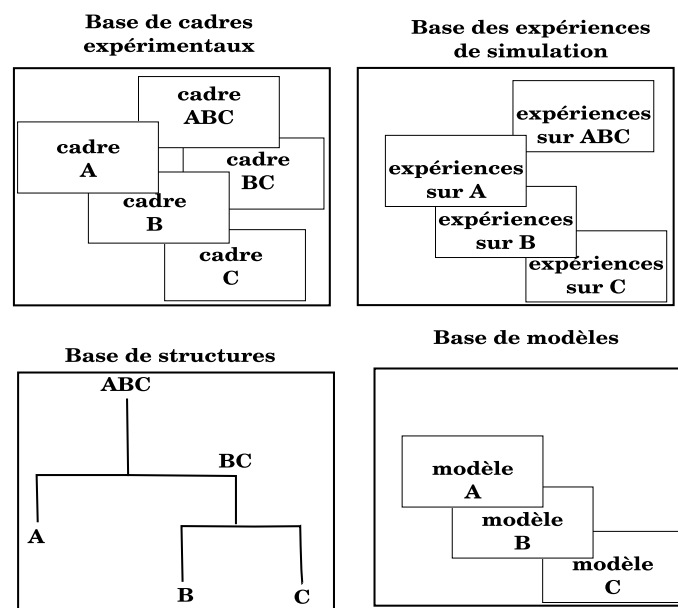 Base de cadres
expérimentaux
cadre
ABC
cadre
A
cadre
BC
cadre
B
cadre
C
Base des expériences
de simulation
expériences
sur ABC
expériences
sur A
expériences
sur B
expériences
sur C
Base de structures
ABC
BC
A
B
C
Base de modèles
modèle
A
modèle
B
modèle
C